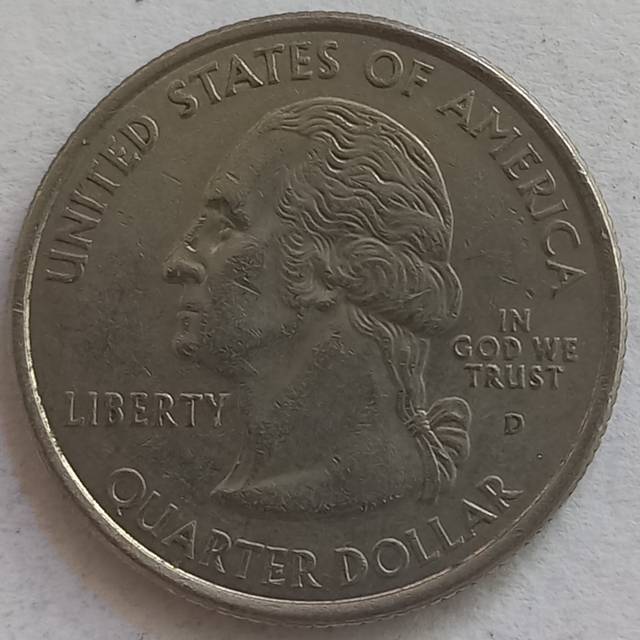 UNITED STATES OF AMERICA
LIBERTY
IN
GOD WE
TRUST
D
QUARTER DOLLAR